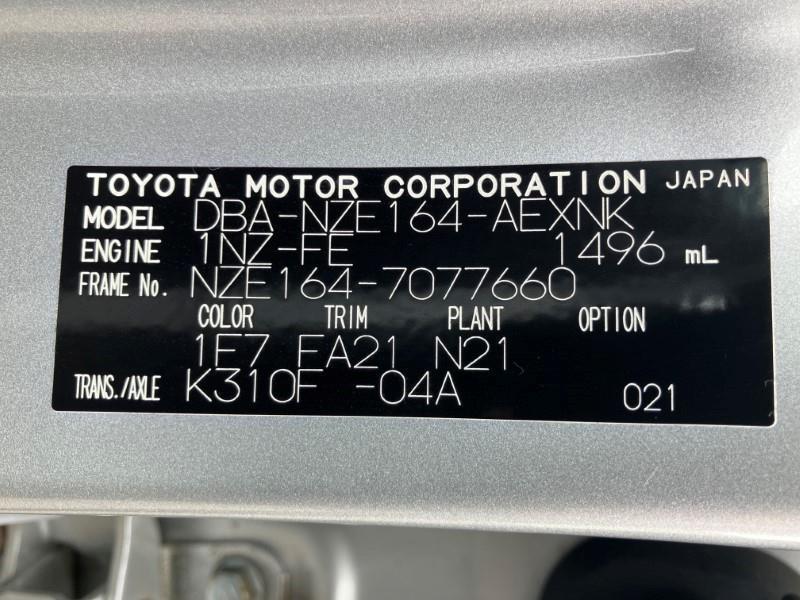 TOYOTA MOTOR CORPORATION JAPAN
MODEL DBA-NZE164-AEXNK
ENGINE 1NZ-FE 1496 mL
FRAME No. NZE164-7077660
COLOR TRIM PLANT OPTION
1F7 FA21 N21
TRANS./AXLE K310F -04A 021